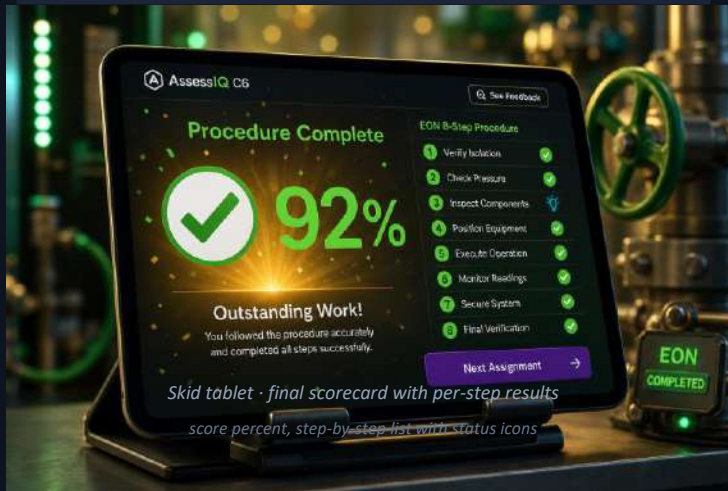 AssessIQ C6
See Feedback
Procedure Complete
92%
Outstanding Work!
You followed the procedure accurately
and completed all steps successfully.
EON 8-Step Procedure
1 Verify Isolation
2 Check Pressure
3 Inspect Components
4 Position Equipment
5 Execute Operation
6 Monitor Readings
7 Secure System
8 Final Verification
Next Assignment
EON
COMPLETED
Skid tablet · final scorecard with per-step results
score percent, step-by-step list with status icons